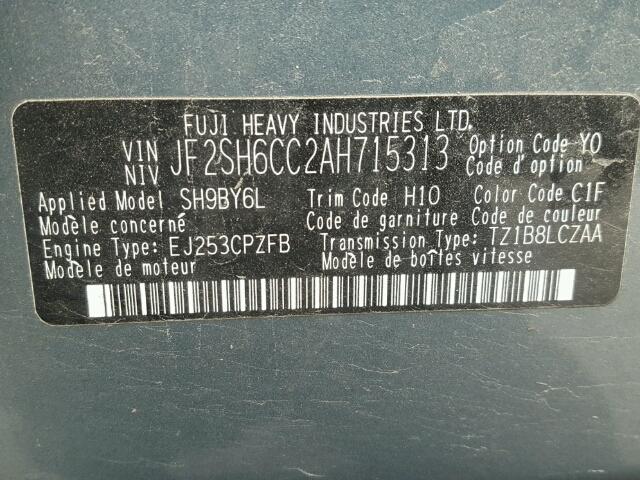 FUJI HEAVY INDUSTRIES LTD.
VIN NIV JF2SH6CC2AH715313 Option Code YO
Code d'option
Applied Model SH9BY6L Trim Code H10 Color Code C1F
Modèle concerné Code de garniture Code de couleur
Engine Type: EJ253CPZFB Transmission Type: TZ1B8LCZAA
Modèle de moteur Modèle de boîtes vitesse